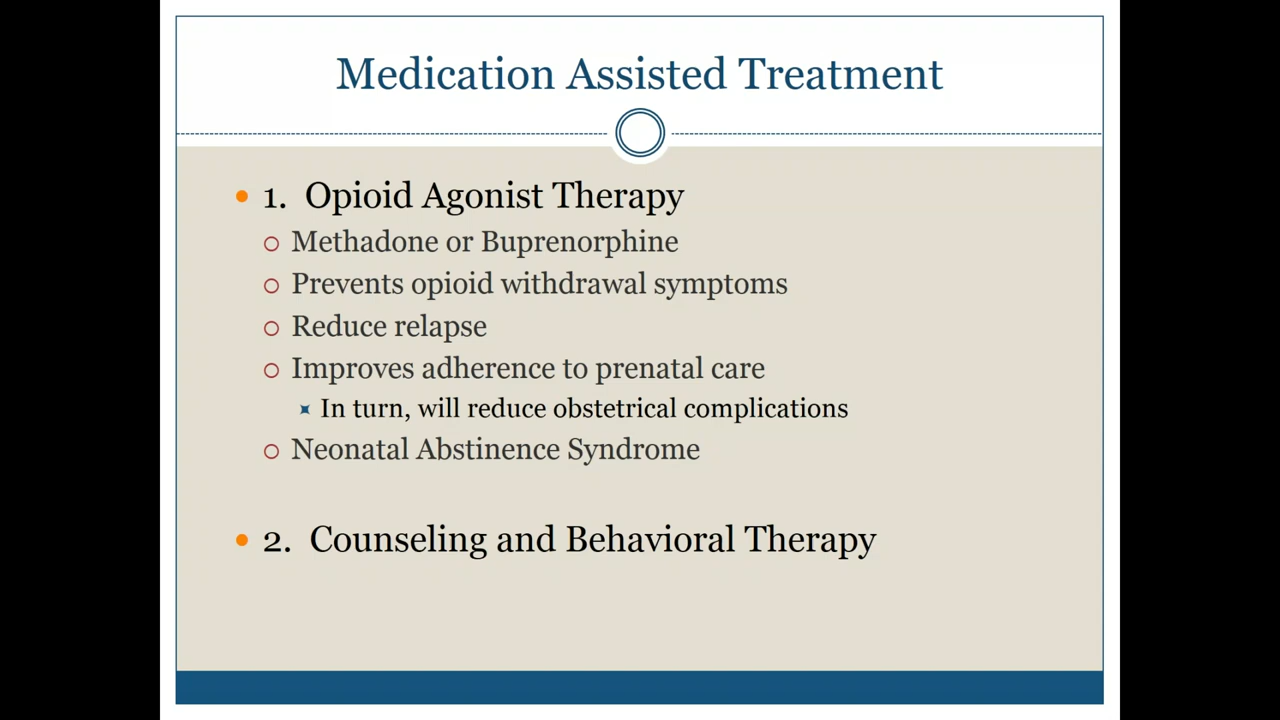 Medication Assisted Treatment
1. Opioid Agonist Therapy
Methadone or Buprenorphine
Prevents opioid withdrawal symptoms
Reduce relapse
Improves adherence to prenatal care
In turn, will reduce obstetrical complications
Neonatal Abstinence Syndrome
2. Counseling and Behavioral Therapy